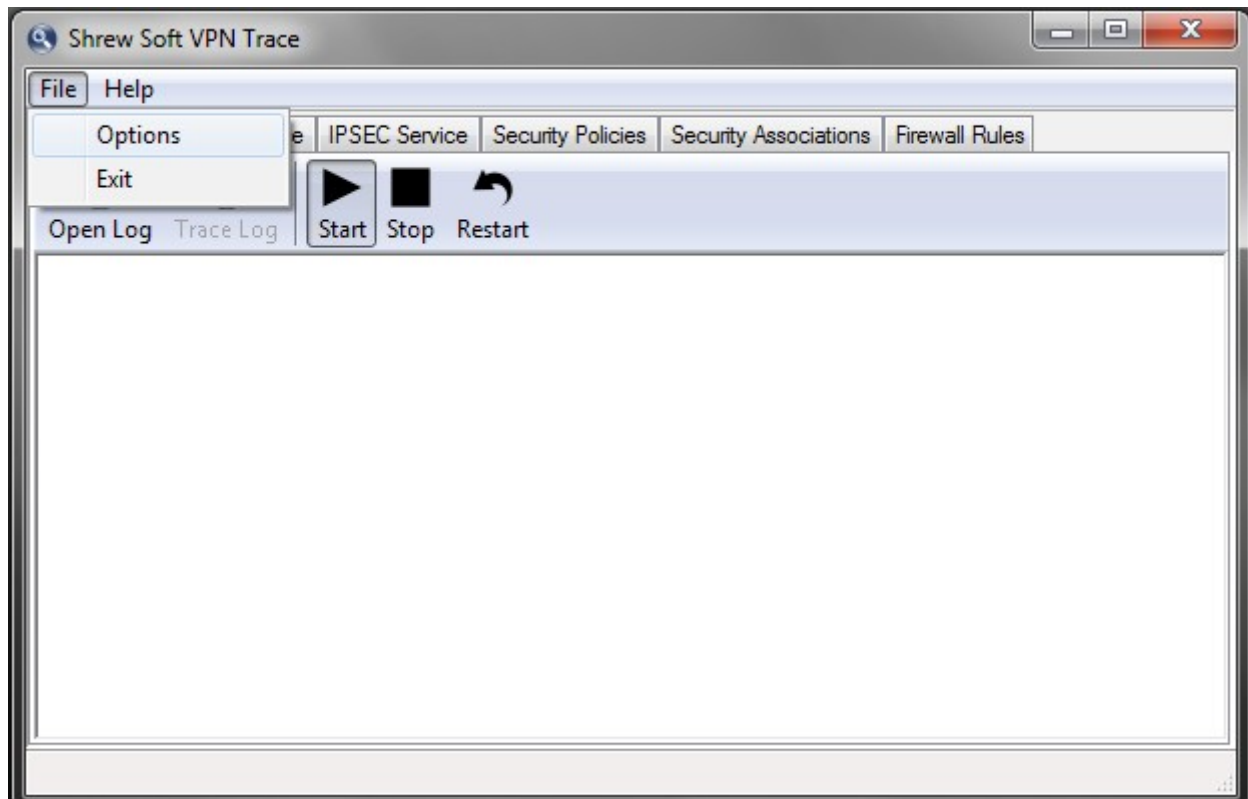 Shrew Soft VPN Trace
File Help
Options
Exit
IPSEC Service Security Policies Security Associations Firewall Rules
Open Log Trace Log Start Stop Restart